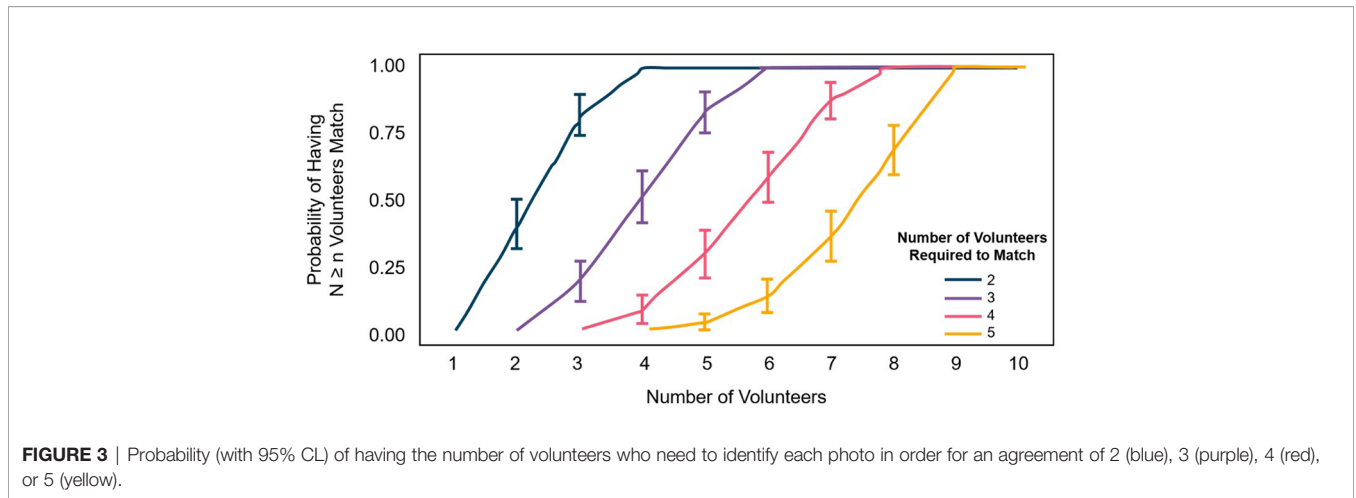 Probability of Having
N ≥ n Volunteers Match
1.00
0.75
0.50
0.25
0.00
Number of Volunteers
Required to Match
2
3
4
5
1 2 3 4 5 6 7 8 9 10
Number of Volunteers
FIGURE 3 | Probability (with 95% CL) of having the number of volunteers who need to identify each photo in order for an agreement of 2 (blue), 3 (purple), 4 (red),
or 5 (yellow).